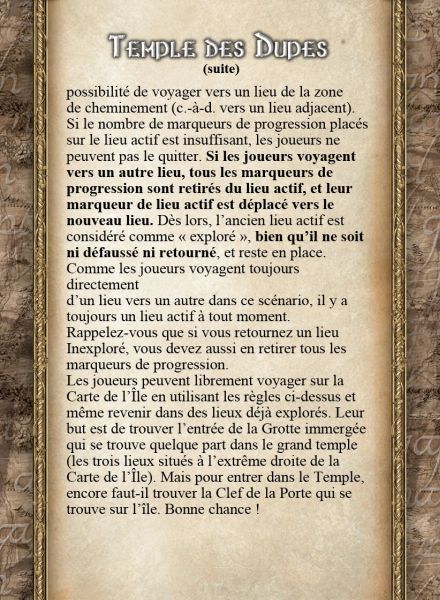 Temple des Dupes
(suite)
possibilité de voyager vers un lieu de la zone
de cheminement (c.-à-d. vers un lieu adjacent).
Si le nombre de marqueurs de progression placés
sur le lieu actif est insuffisant, les joueurs ne
peuvent pas le quitter. Si les joueurs voyagent
vers un autre lieu, tous les marqueurs de
progression sont retirés du lieu actif, et leur
marqueur de lieu actif est déplacé vers le
nouveau lieu. Dès lors, l'ancien lieu actif est
considéré comme « exploré », bien qu'il ne soit
ni défaussé ni retourné, et reste en place.
Comme les joueurs voyagent toujours
directement
d'un lieu vers un autre dans ce scénario, il y a
toujours un lieu actif à tout moment.
Rappelez-vous que si vous retournez un lieu
Inexploré, vous devez aussi en retirer tous les
marqueurs de progression.
Les joueurs peuvent librement voyager sur la
Carte de l'Île en utilisant les règles ci-dessus et
même revenir dans des lieux déjà explorés. Leur
but est de trouver l'entrée de la Grotte immergée
qui se trouve quelque part dans le grand temple
(les trois lieux situés à l'extrême droite de la
Carte de l'Île). Mais pour entrer dans le Temple,
encore faut-il trouver la Clef de la Porte qui se
trouve sur l'île. Bonne chance !